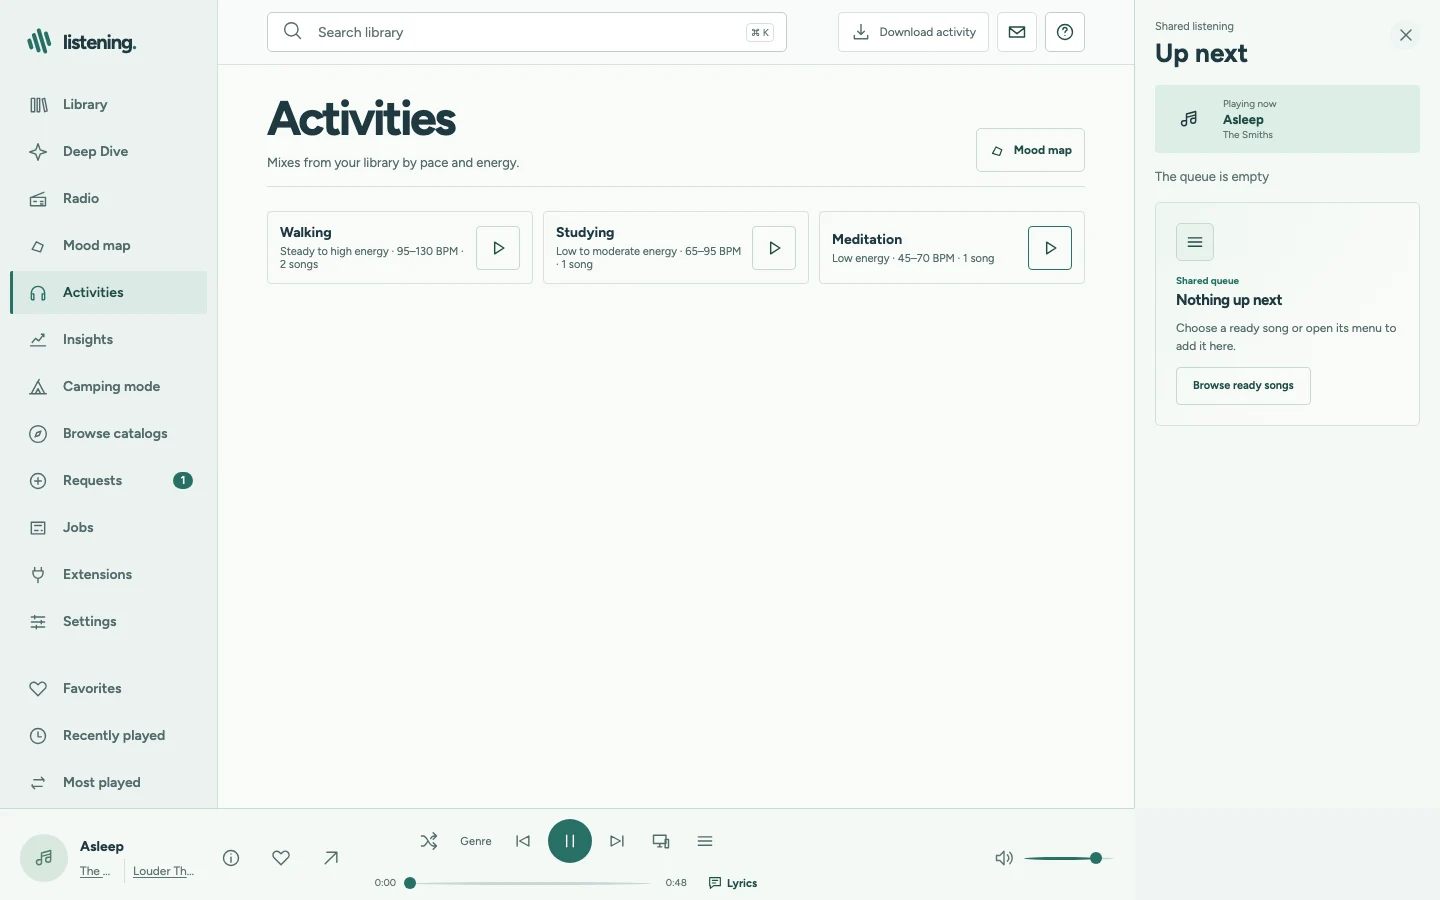 listening.
Library
Deep Dive
Radio
Mood map
Activities
Insights
Camping mode
Browse catalogs
Requests 1
Jobs
Extensions
Settings
Favorites
Recently played
Most played
Search library ⌘ K
Download activity
Activities
Mixes from your library by pace and energy.
Mood map
Walking
Steady to high energy · 95–130 BPM ·
2 songs
Studying
Low to moderate energy · 65–95 BPM
· 1 song
Meditation
Low energy · 45–70 BPM · 1 song
Shared listening
Up next
Playing now
Asleep
The Smiths
The queue is empty
Shared queue
Nothing up next
Choose a ready song or open its menu to
add it here.
Browse ready songs
Asleep
The ...
Louder Th...
Genre
0:00
0:48
Lyrics